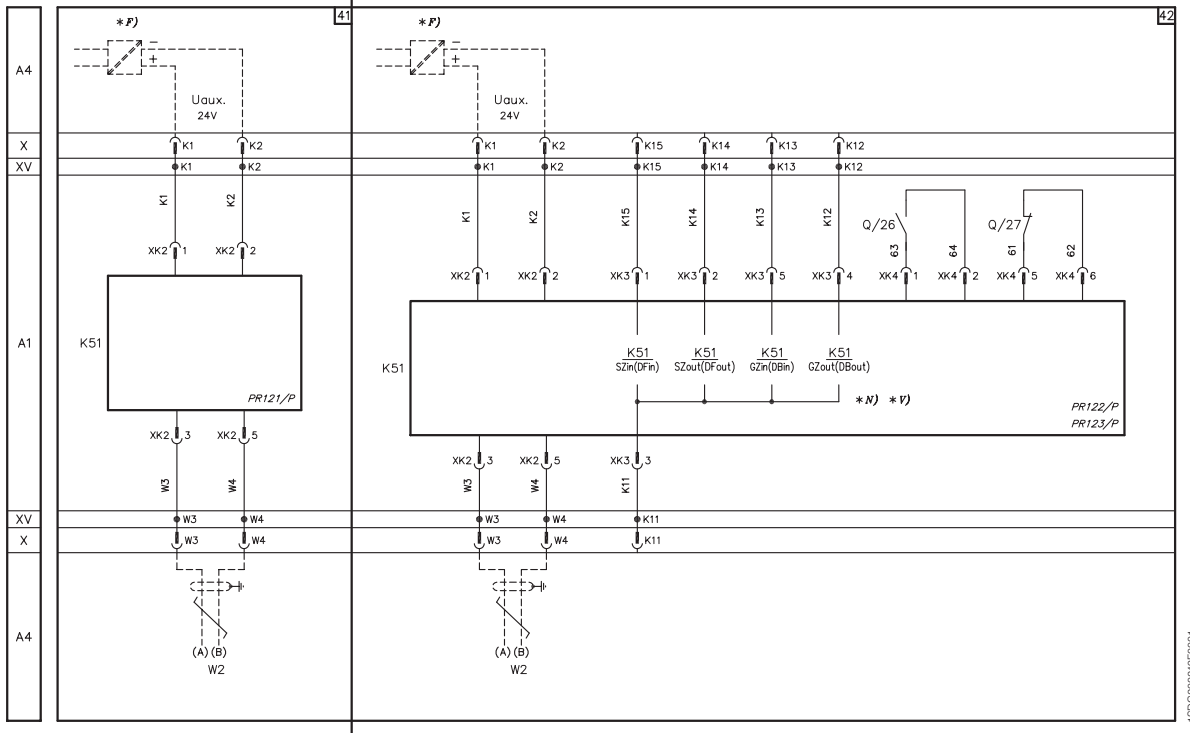 41
42
*F)
*F)
− 
+
−
+
A4
Uaux.
24V
Uaux.
24V
X
K1 K2 K1 K2 K15 K14 K13 K12
XV
K1 K2 K1 K2 K15 K14 K13 K12
K1 K2 K1 K2 K15 K14 K13 K12
Q/26 63 64 Q/27 61 62
XK2 1 XK2 2
XK2 1 XK2 2 XK3 1 XK3 2 XK3 5 XK3 4 XK4 1 XK4 2 XK4 5 XK4 6
A1
K51
PR121/P
K51
K51 K51 K51 K51
SZin(DFin) SZout(DFout) GZin(DBin) GZout(DBout)
*N) *V)
PR122/P
PR123/P
XK2 3 XK2 5
XK2 3 XK2 5 XK3 3
W3 W4 W3 W4 K11
XV
W3 W4 W3 W4 K11
X
W3 W4 W3 W4 K11
A4
(A) (B)
W2
(A) (B)
W2